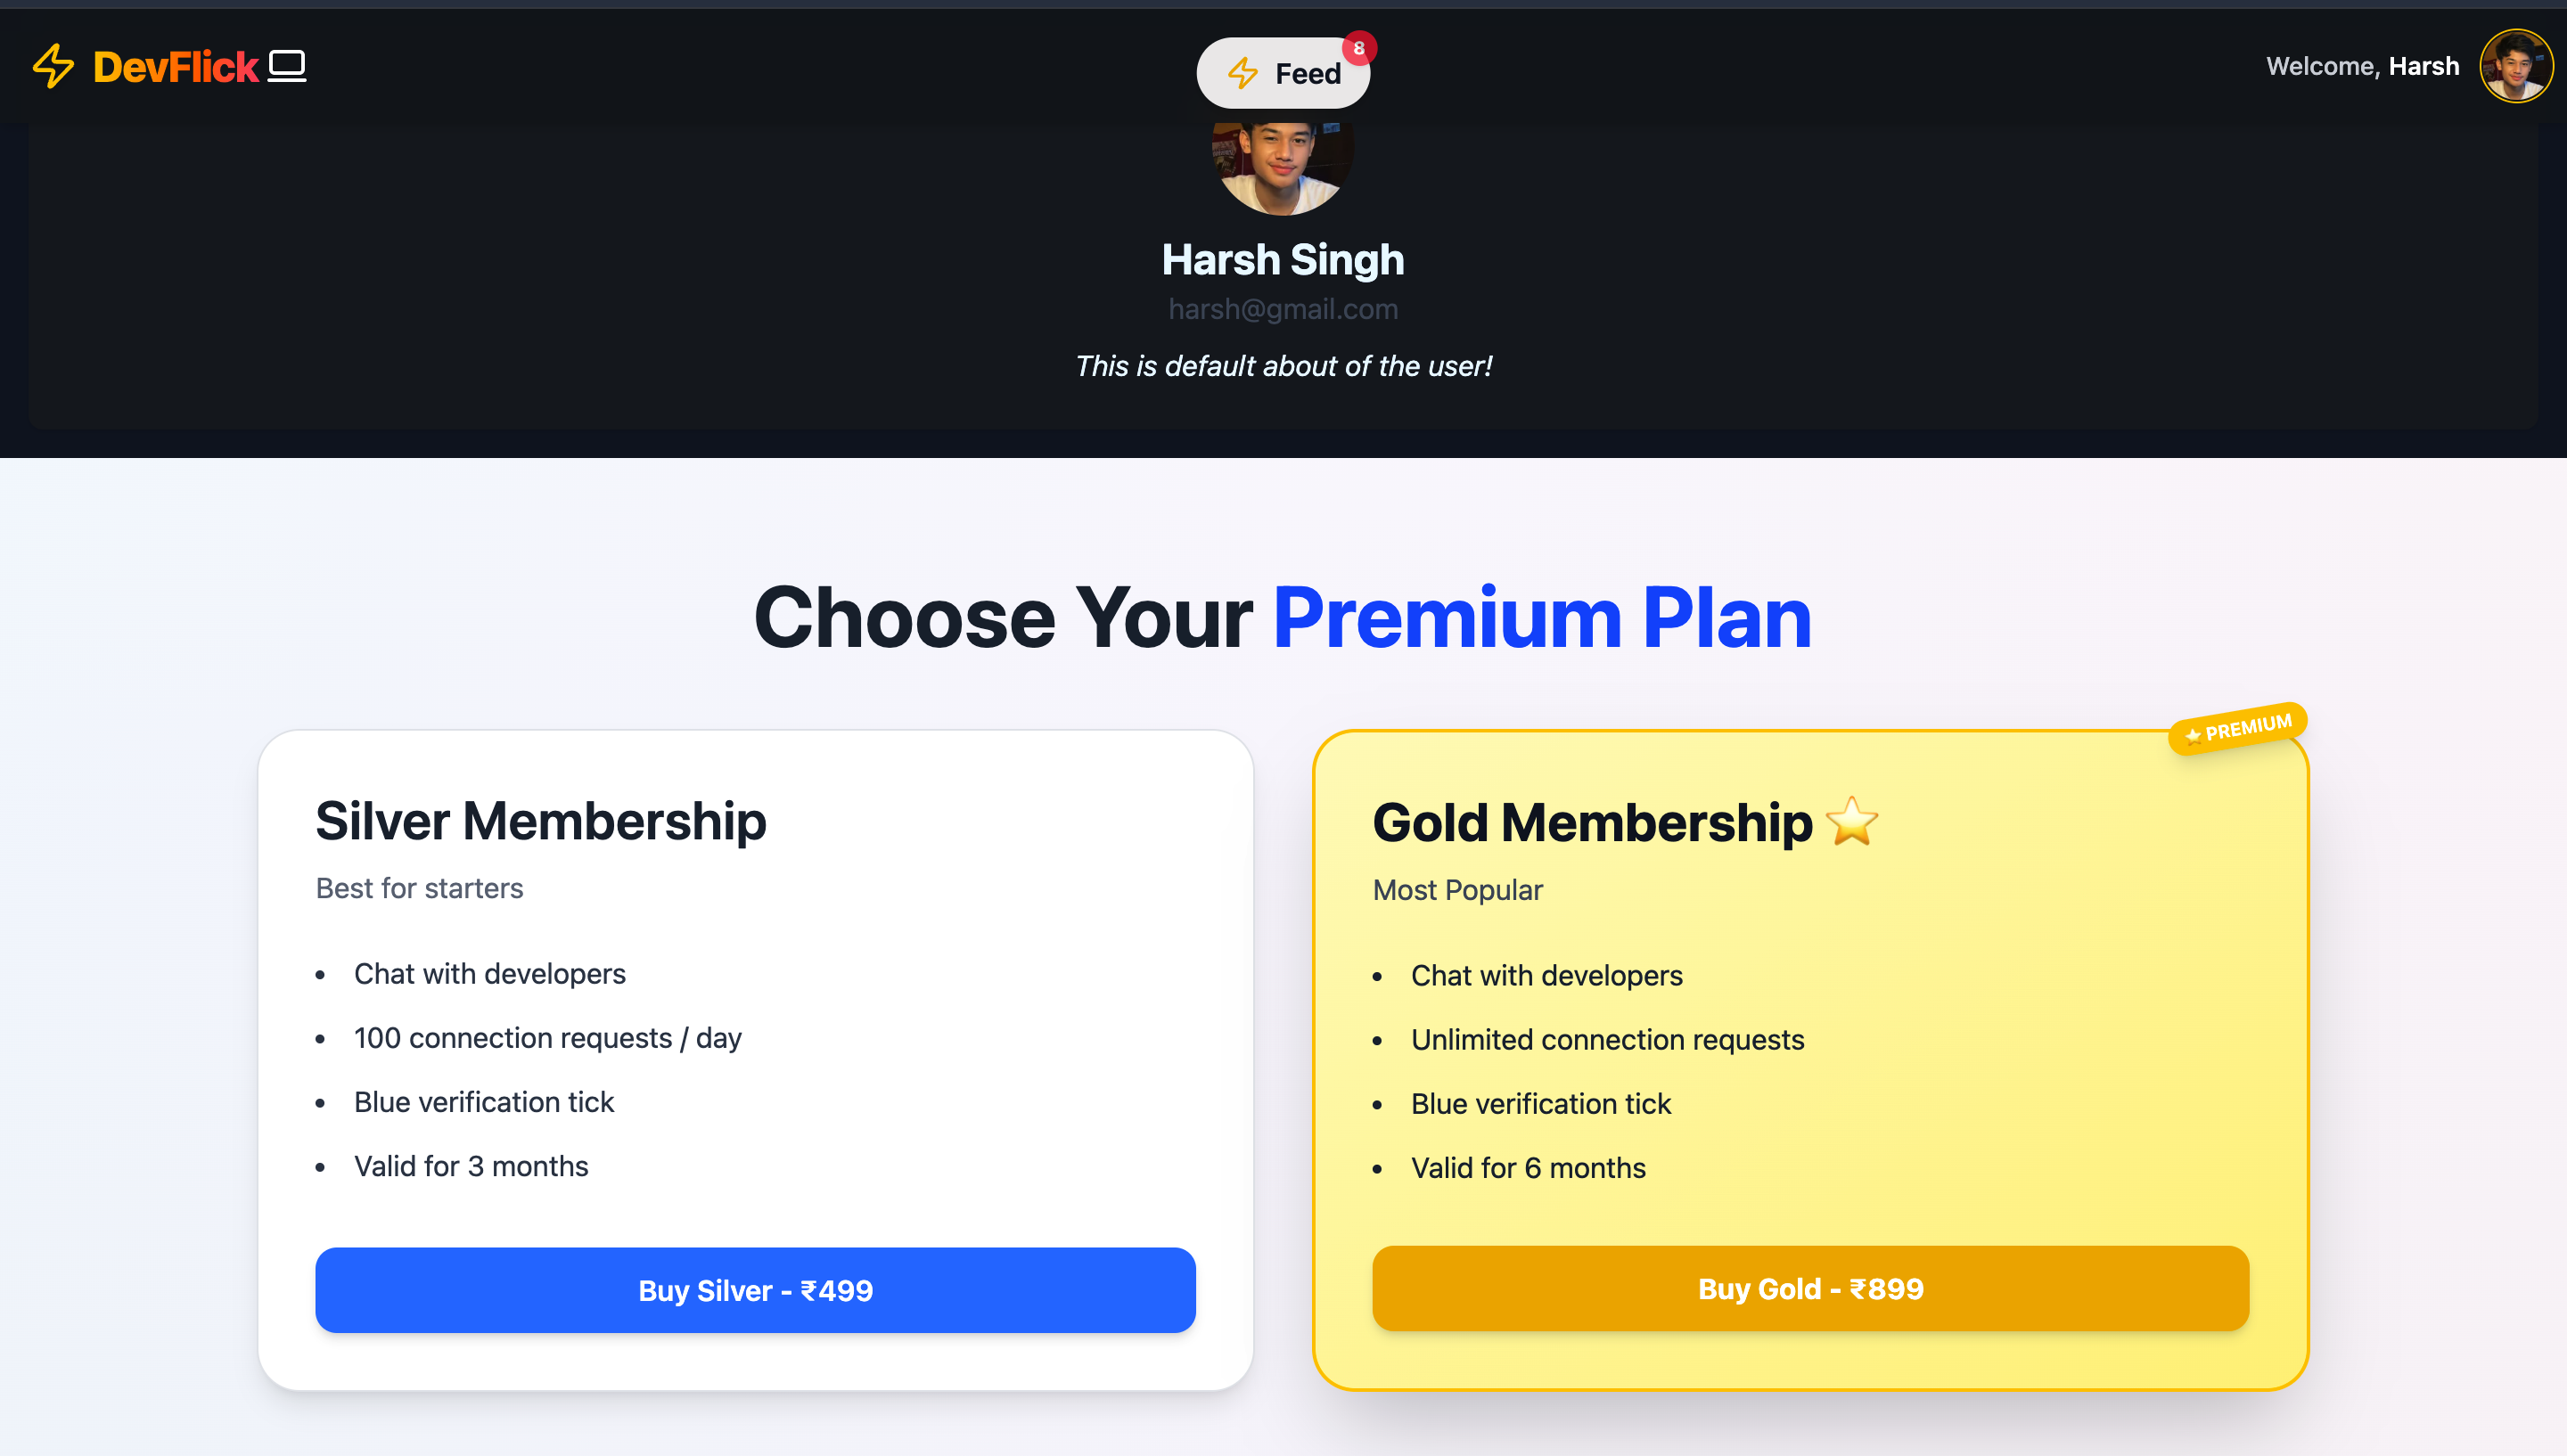 DevFlick
Feed
8
Welcome, Harsh
Harsh Singh
harsh@gmail.com
This is default about of the user!
Choose Your Premium Plan
Silver Membership
Best for starters
• Chat with developers
• 100 connection requests / day
• Blue verification tick
• Valid for 3 months
Buy Silver - ₹499
⭐ PREMIUM
Gold Membership ⭐
Most Popular
• Chat with developers
• Unlimited connection requests
• Blue verification tick
• Valid for 6 months
Buy Gold - ₹899